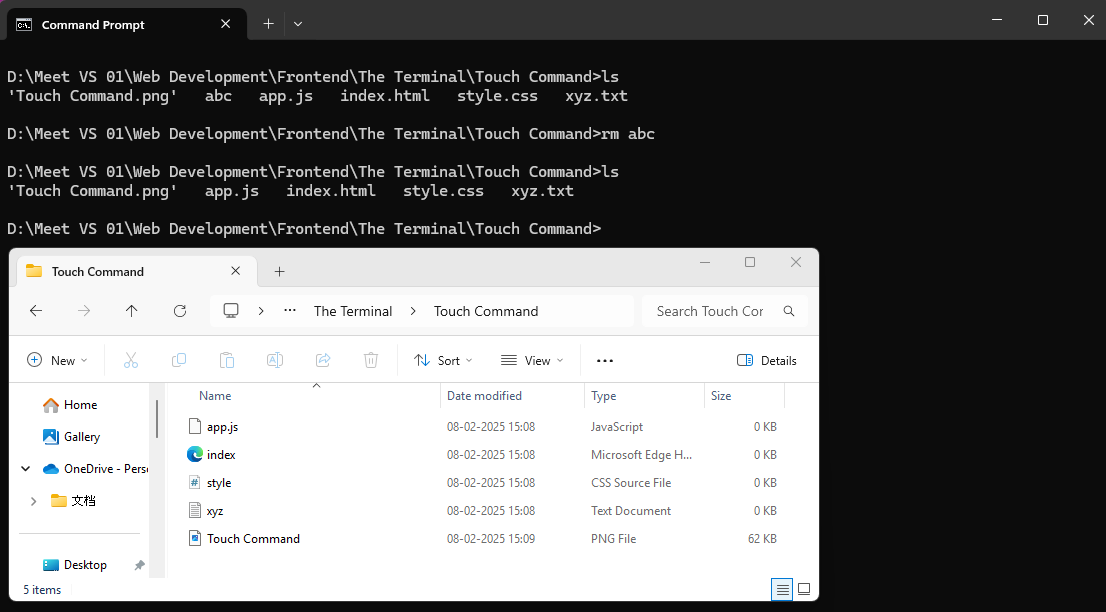 Command Prompt
D:\Meet VS 01\Web Development\Frontend\The Terminal\Touch Command>ls
'Touch Command.png'   abc   app.js   index.html   style.css   xyz.txt
D:\Meet VS 01\Web Development\Frontend\The Terminal\Touch Command>rm abc
D:\Meet VS 01\Web Development\Frontend\The Terminal\Touch Command>ls
'Touch Command.png'   app.js   index.html   style.css   xyz.txt
D:\Meet VS 01\Web Development\Frontend\The Terminal\Touch Command>
Touch Command
The Terminal > Touch Command Search Touch Cor
New Sort View Details
Name Date modified Type Size
Home
Gallery
OneDrive - Perso
文档
Desktop
app.js 08-02-2025 15:08 JavaScript 0 KB
index 08-02-2025 15:08 Microsoft Edge H... 0 KB
style 08-02-2025 15:08 CSS Source File 0 KB
xyz 08-02-2025 15:08 Text Document 0 KB
Touch Command 08-02-2025 15:09 PNG File 62 KB
5 items